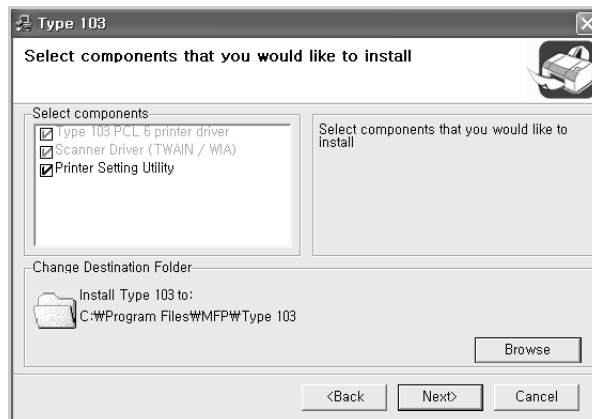 Type 103
Select components that you would like to install
Select components
Type 103 PCL 6 printer driver
Scanner Driver (TWAIN / WIA)
Printer Setting Utility
Select components that you would like to
install
Change Destination Folder
Install Type 103 to:
C:₩Program Files₩MFP₩Type 103
Browse
<Back
Next>
Cancel